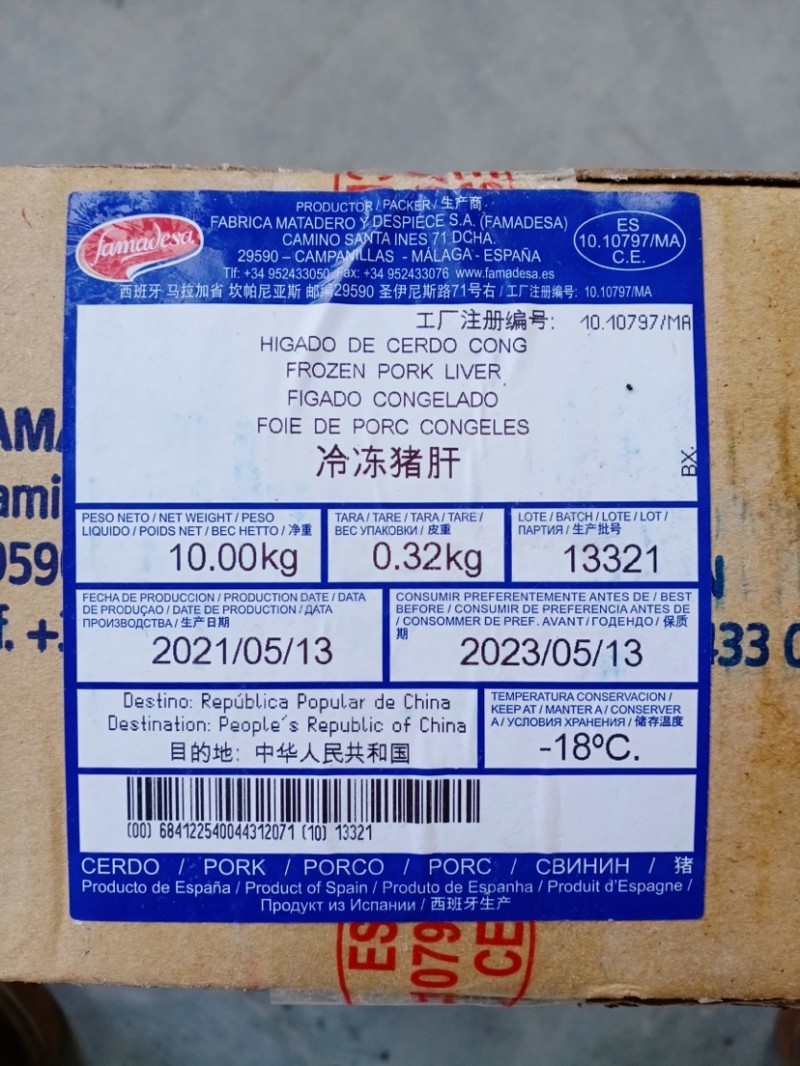 PRODUCTOR / PACKER / 生产商
famadesa
FABRICA MATADERO Y DESPIECE S.A. (FAMADESA)
CAMINO SANTA INES 71 DCHA.
29590 – CAMPANILLAS - MÁLAGA - ESPAÑA
Tlf: +34 952433050 Fax: +34 952433076 www.famadesa.es
ES
10.10797/MA
C.E.
西班牙 马拉加省 坎帕尼亚斯 邮编29590 圣伊尼斯路71号右 / 工厂注册编号: 10.10797/MA
工厂注册编号: 10.10797/MA
HIGADO DE CERDO CONG
FROZEN PORK LIVER
FIGADO CONGELADO
FOIE DE PORC CONGELES
冷冻猪肝
BX.
PESO NETO / NET WEIGHT / PESO
LIQUIDO / POIDS NET / ВЕС НЕТТО / 净重
10.00kg
TARA / TARE / TARA / TARE /
ВЕС УПАКОВКИ / 皮重
0.32kg
LOTE / BATCH / LOTE / LOT /
ПАРТИЯ / 生产批号
13321
FECHA DE PRODUCCION / PRODUCTION DATE / DATA
DE PRODUÇAO / DATE DE PRODUCTION / ДАТА
ПРОИЗВОДСТВА / 生产日期
2021/05/13
CONSUMIR PREFERENTEMENTE ANTES DE / BEST
BEFORE / CONSUMIR DE PREFERENCIA ANTES DE
/ CONSOMMER DE PREF. AVANT / ГОДЕНДО / 保质
期
2023/05/13
Destino: República Popular de China
Destination: People´s Republic of China
目的地: 中华人民共和国
TEMPERATURA CONSERVACION /
KEEP AT / MANTER A / CONSERVER
A / УСЛОВИЯ ХРАНЕНИЯ / 储存温度
-18ºC.
(00) 684122540044312071 (10) 13321
CERDO / PORK / PORCO / PORC / СВИНИН / 猪
Producto de España / Product of Spain / Produto de Espanha / Produit d'Espagne /
Продукт из Испании / 西班牙生产
ES
1079
CE